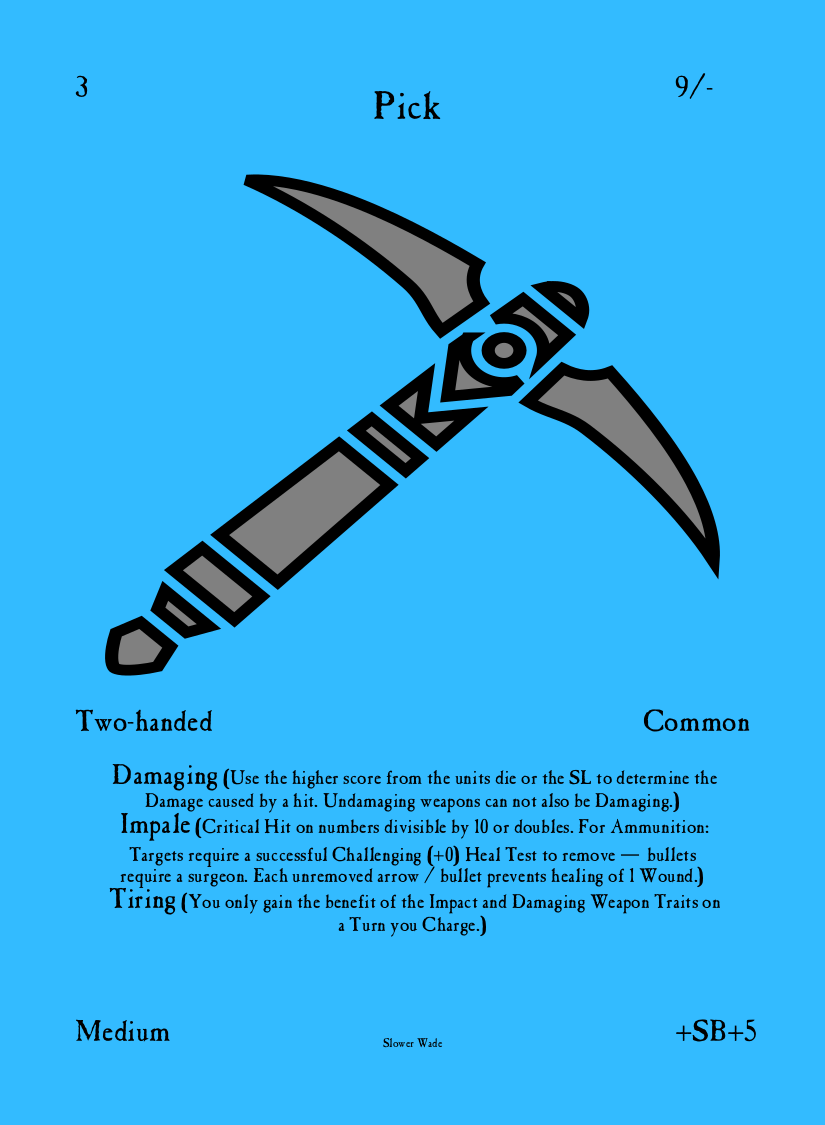 3
9/-
Pick
Two-handed
Common
Damaging (Use the higher score from the units die or the SL to determine the
Damage caused by a hit. Undamaging weapons can not also be Damaging.)
Impale (Critical Hit on numbers divisible by 10 or doubles. For Ammunition:
Targets require a successful Challenging (+0) Heal Test to remove — bullets
require a surgeon. Each unremoved arrow / bullet prevents healing of 1 Wound.)
Tiring (You only gain the benefit of the Impact and Damaging Weapon Traits on
a Turn you Charge.)
Medium
Slower Wade
+SB+5